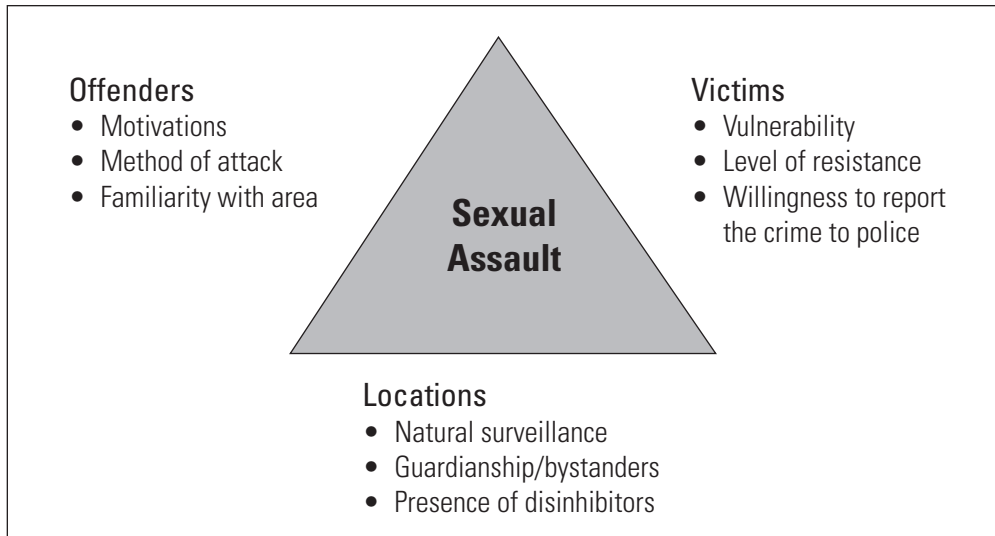 Offenders
• Motivations
• Method of attack
• Familiarity with area
Victims
• Vulnerability
• Level of resistance
• Willingness to report
the crime to police
Sexual
Assault
Locations
• Natural surveillance
• Guardianship/bystanders
• Presence of disinhibitors